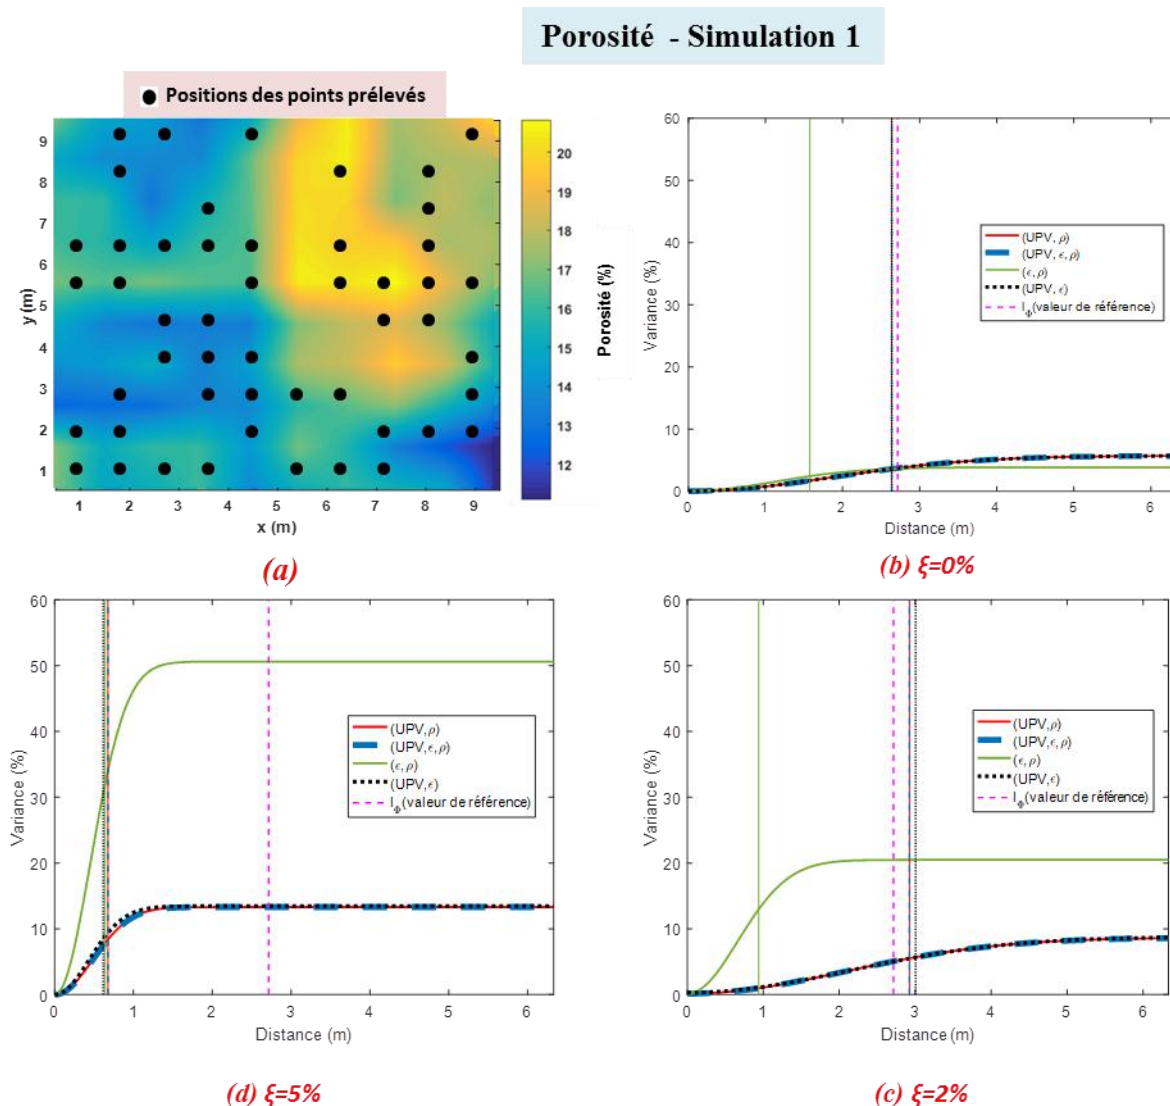 Porosité - Simulation 1
● Positions des points prélevés
9
8
7
6
5
4
3
2
1
y (m)
1 2 3 4 5 6 7 8 9
x (m)
20
19
18
17
16
15
14
13
12
Porosité (%)
(a)
60
50
40
30
20
10
0
Variance (%)
(UPV, ρ)
(UPV, ϵ, ρ)
(ϵ, ρ)
(UPV, ϵ)
I_Φ(valeur de référence)
0 1 2 3 4 5 6
Distance (m)
(b) ξ=0%
60
50
40
30
20
10
0
Variance (%)
(UPV,ρ)
(UPV,ϵ,ρ)
(ϵ,ρ)
(UPV,ϵ)
I_Φ(valeur de référence)
0 1 2 3 4 5 6
Distance (m)
(d) ξ=5%
60
50
40
30
20
10
0
Variance (%)
(UPV,ρ)
(UPV,ϵ,ρ)
(ϵ,ρ)
(UPV,ϵ)
I_Φ(valeur de référence)
0 1 2 3 4 5 6
Distance (m)
(c) ξ=2%